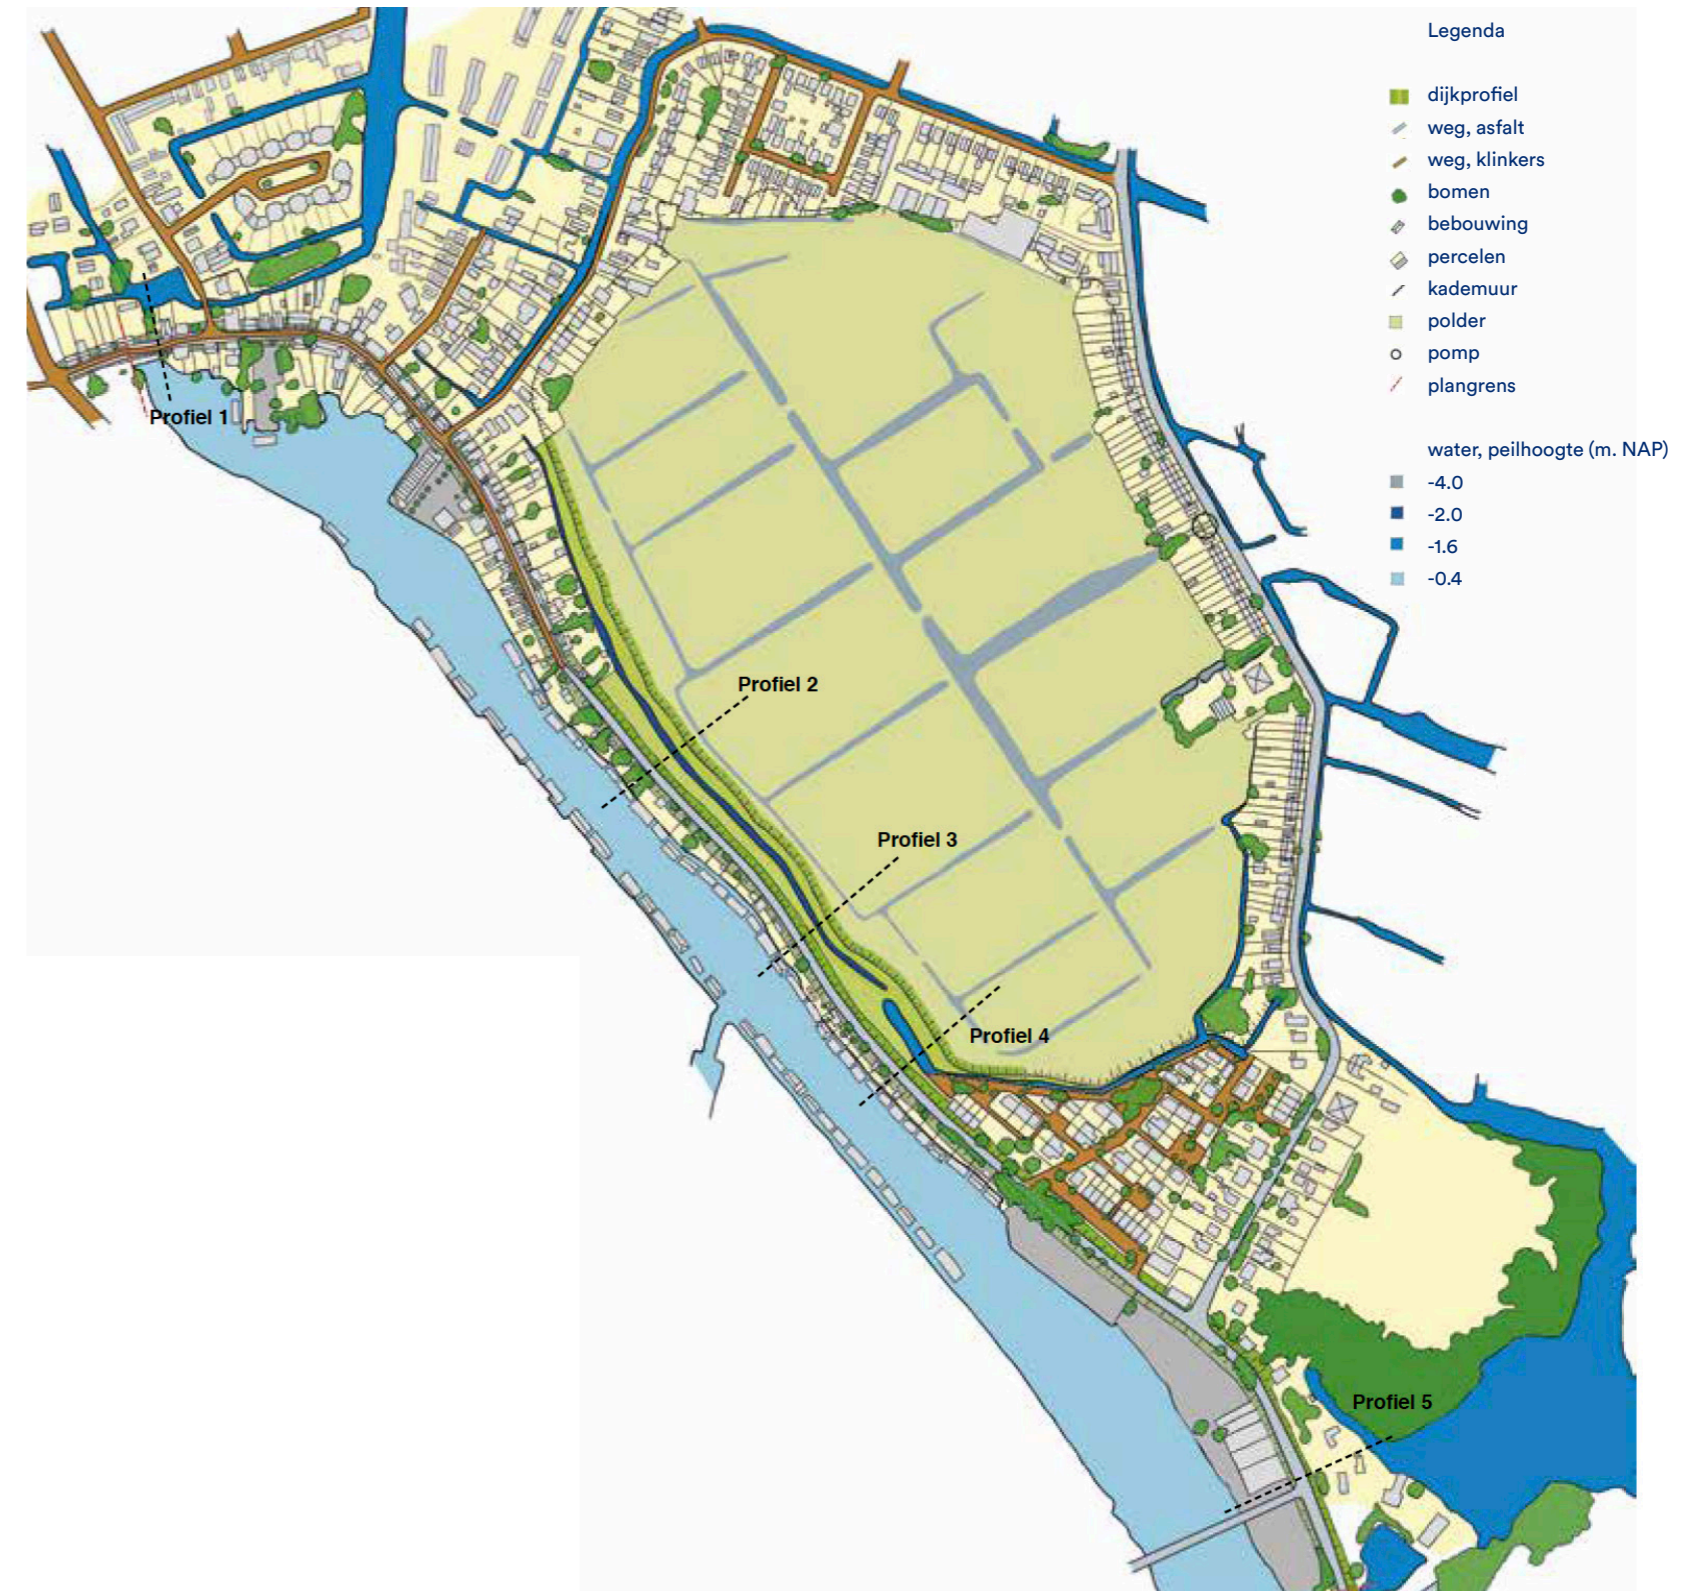 Legenda
dijkprofiel
weg, asfalt
weg, klinkers
bomen
bebouwing
percelen
kademuur
polder
pomp
plangrens
water, peilhoogte (m. NAP)
-4.0
-2.0
-1.6
-0.4
Profiel 1
Profiel 2
Profiel 3
Profiel 4
Profiel 5